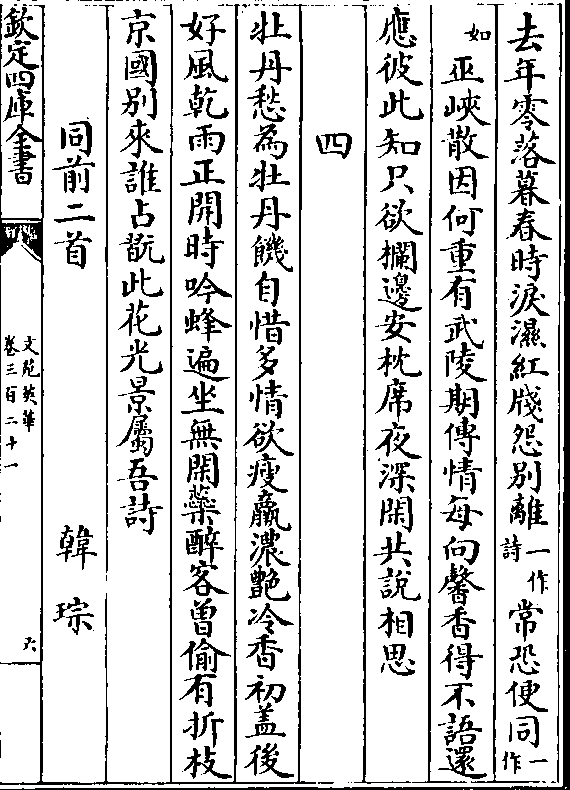 去年零落暮春時淚濕紅牋怨別離一作詩常恐便同一作
如巫峽散因何重有武陵期傳情每向馨香得不語還
應彼此知只欲欄邊安枕席夜深閑共說相思
四
牡丹愁為牡丹饑自惜多情欲瘦羸濃艷冷香初蓋後
好風乾雨正開時吟蜂遍坐無閑蘂醉客曾偷有折枝
京國別來誰占翫此花光景屬吾詩
同前二首 韓琮
欽定四庫全書
文苑英華
卷三百二十一
六